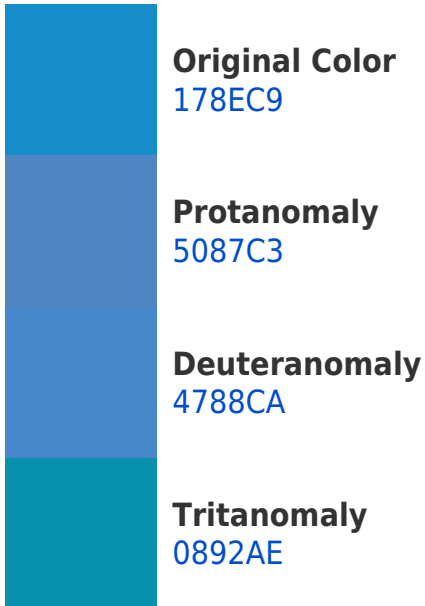 Original Color
178EC9
Protanomaly
5087C3
Deuteranomaly
4788CA
Tritanomaly
0892AE